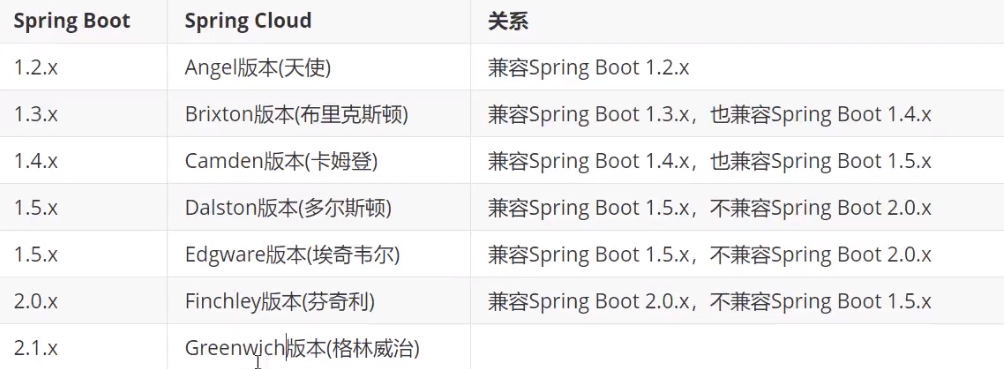 Spring Boot Spring Cloud 关系
1.2.x Angel版本(天使) 兼容Spring Boot 1.2.x
1.3.x Brixton版本(布里克斯顿) 兼容Spring Boot 1.3.x，也兼容Spring Boot 1.4.x
1.4.x Camden版本(卡姆登) 兼容Spring Boot 1.4.x，也兼容Spring Boot 1.5.x
1.5.x Dalston版本(多尔斯顿) 兼容Spring Boot 1.5.x，不兼容Spring Boot 2.0.x
1.5.x Edgware版本(埃奇韦尔) 兼容Spring Boot 1.5.x，不兼容Spring Boot 2.0.x
2.0.x Finchley版本(芬奇利) 兼容Spring Boot 2.0.x，不兼容Spring Boot 1.5.x
2.1.x Greenwich版本(格林威治)